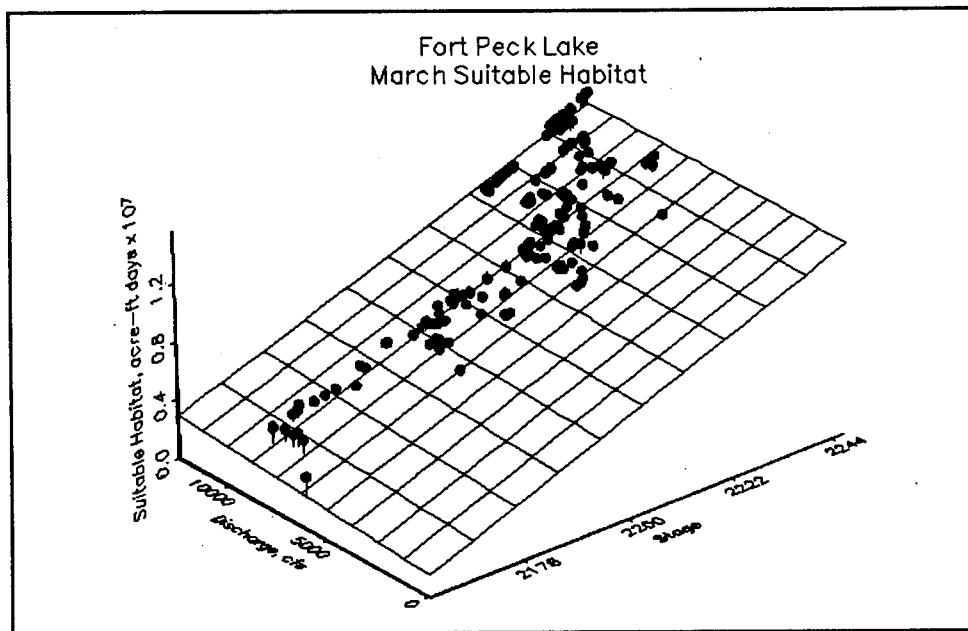 Fort Peck Lake
March Suitable Habitat
Suitable Habitat, acre-ft days x 107
1.2
0.8
0.4
0.0
10000
5000
0
Discharge, cfs
2178
2200
2222
2244
Stage